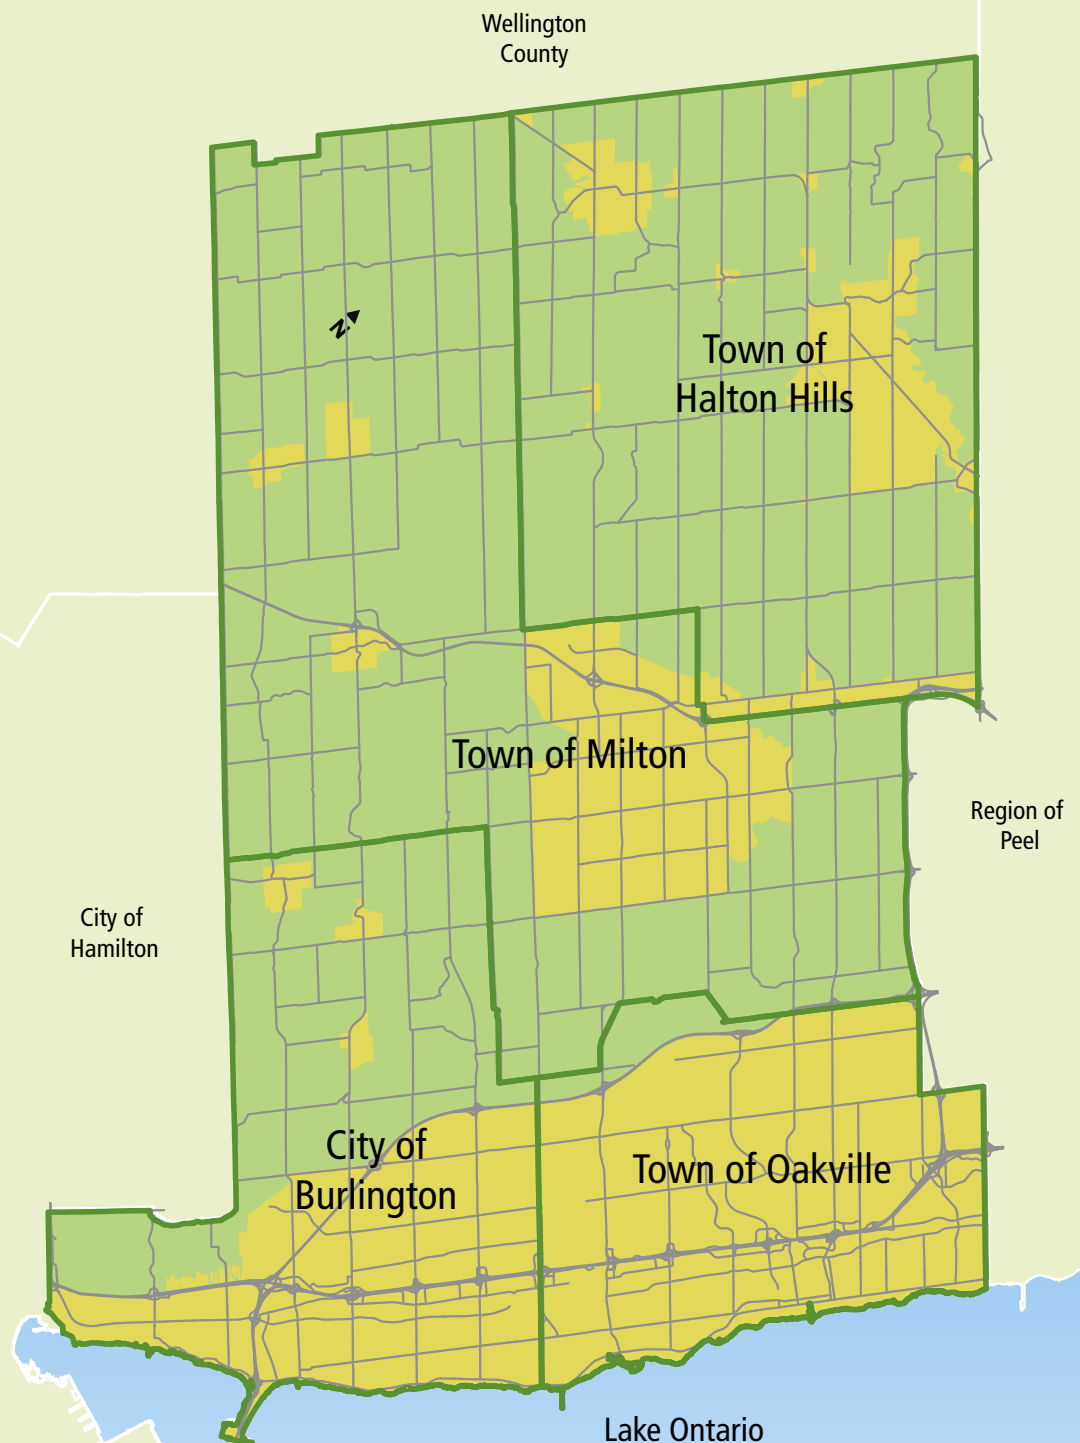 Wellington
County
N
Town of
Halton Hills
Town of Milton
Region of
Peel
City of
Hamilton
City of
Burlington
Town of Oakville
Lake Ontario